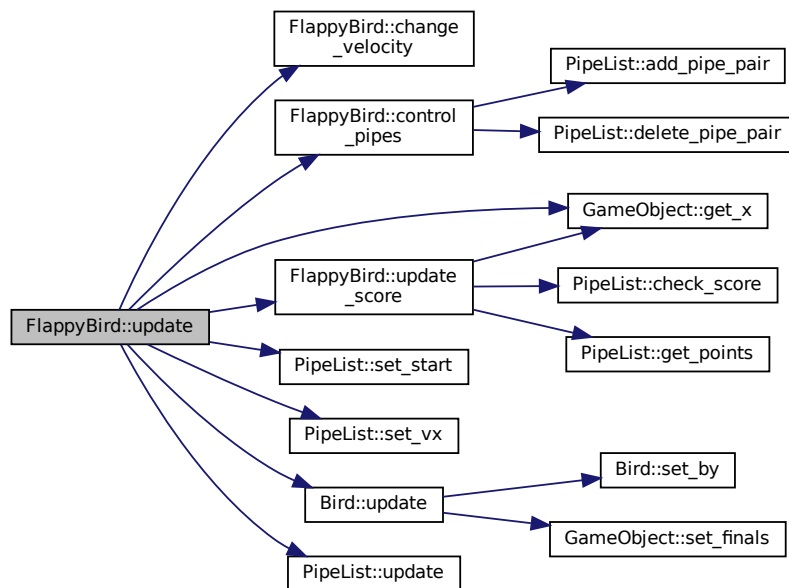 FlappyBird::change
_velocity
PipeList::add_pipe_pair
FlappyBird::control
_pipes
PipeList::delete_pipe_pair
GameObject::get_x
FlappyBird::update
_score
PipeList::check_score
FlappyBird::update
PipeList::get_points
PipeList::set_start
PipeList::set_vx
Bird::set_by
Bird::update
GameObject::set_finals
PipeList::update